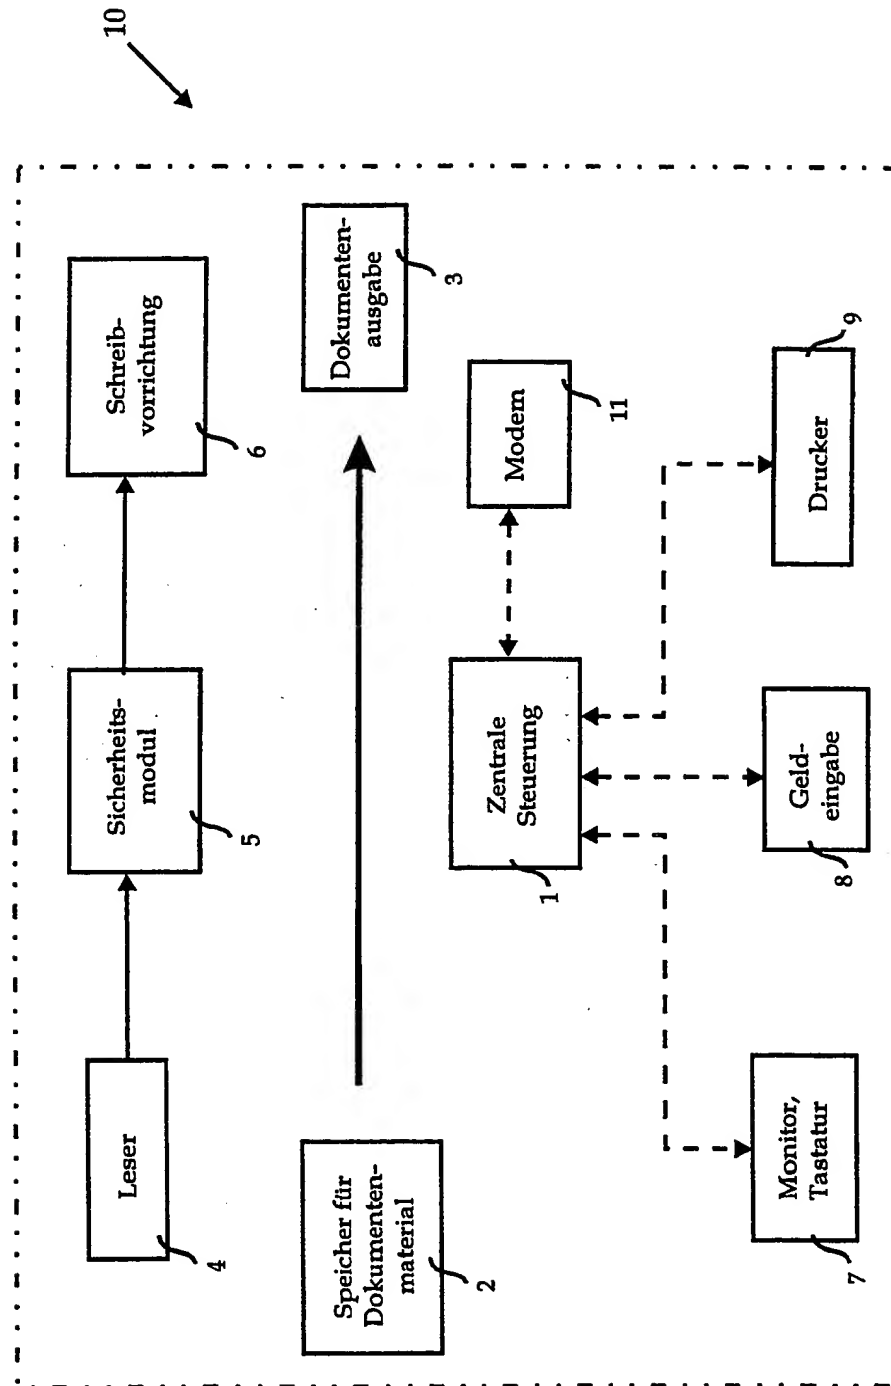 10
Leser
4
Sicherheits-
modul
5
Schreib-
vorrichtung
6
Speicher für
Dokumenten-
material
2
Dokumenten-
ausgabe
3
Zentrale
Steuerung
1
Modem
11
Monitor,
Tastatur
7
Geld-
eingabe
8
Drucker
9